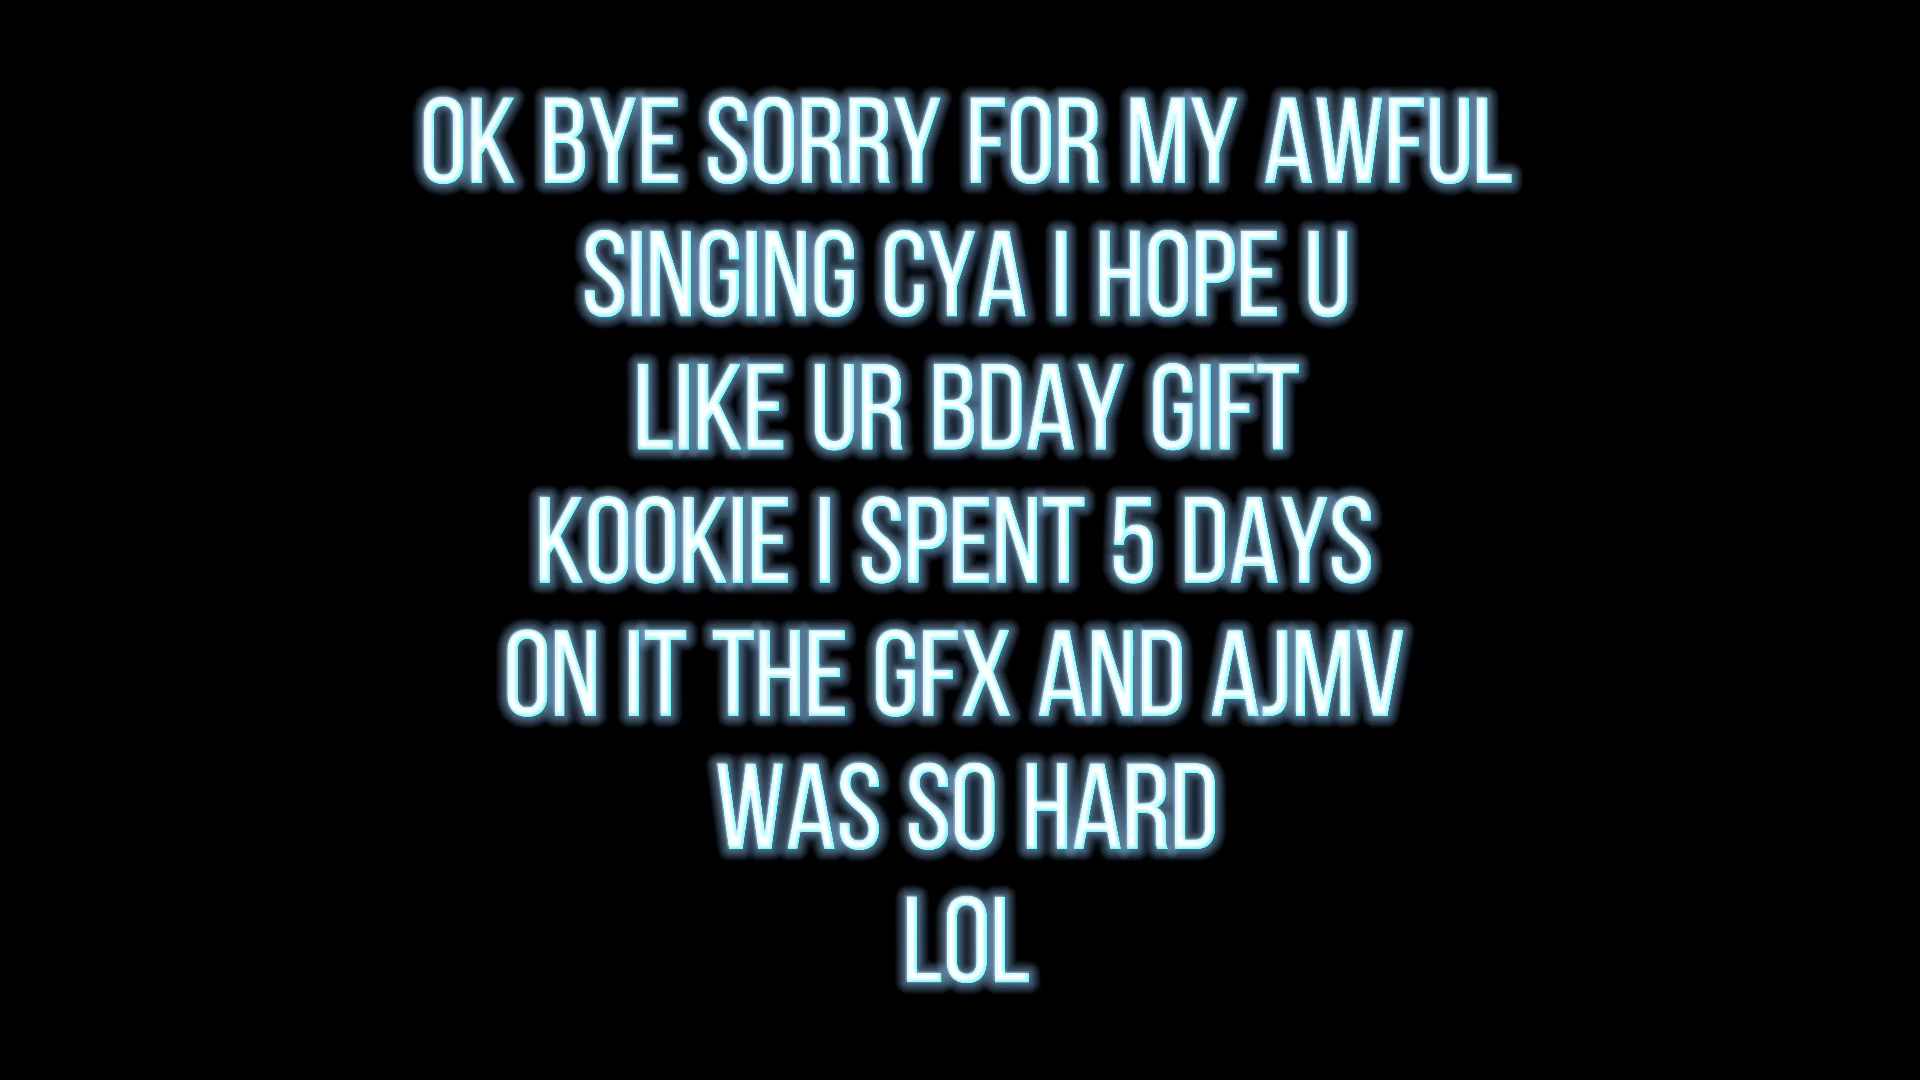 OK BYE SORRY FOR MY AWFUL
SINGING CYA I HOPE U
LIKE UR BDAY GIFT
KOOKIE I SPENT 5 DAYS
ON IT THE GFX AND AJMV
WAS SO HARD
LOL